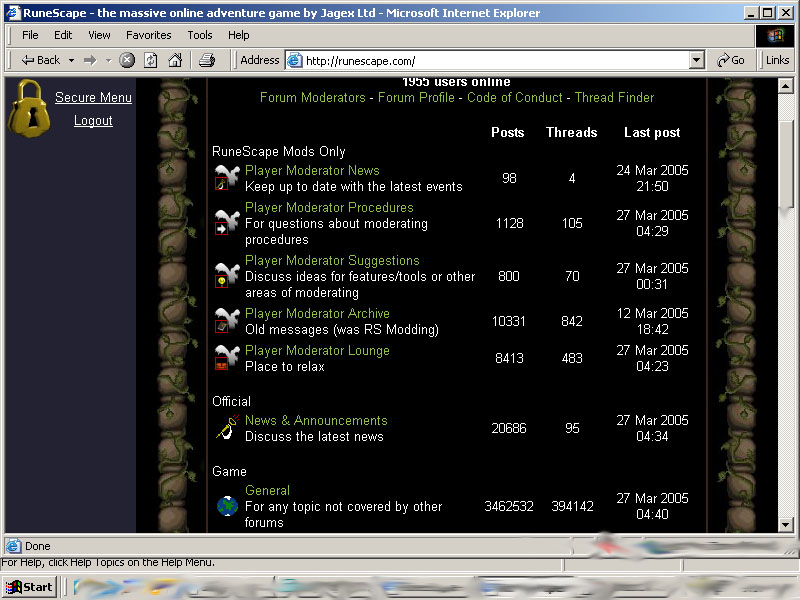 RuneScape - the massive online adventure game by Jagex Ltd - Microsoft Internet Explorer
File Edit View Favorites Tools Help
Back Address http://runescape.com/ Go Links
Secure Menu
Logout
1955 users online
Forum Moderators - Forum Profile - Code of Conduct - Thread Finder
Posts Threads Last post
RuneScape Mods Only
Player Moderator News
Keep up to date with the latest events
98 4 24 Mar 2005
21:50
Player Moderator Procedures
For questions about moderating
procedures
1128 105 27 Mar 2005
04:29
Player Moderator Suggestions
Discuss ideas for features/tools or other
areas of moderating
800 70 27 Mar 2005
00:31
Player Moderator Archive
Old messages (was RS Modding)
10331 842 12 Mar 2005
18:42
Player Moderator Lounge
Place to relax
8413 483 27 Mar 2005
04:23
Official
News & Announcements
Discuss the latest news
20686 95 27 Mar 2005
04:34
Game
General
For any topic not covered by other
forums
3462532 394142 27 Mar 2005
04:40
Done
For Help, click Help Topics on the Help Menu.
Start